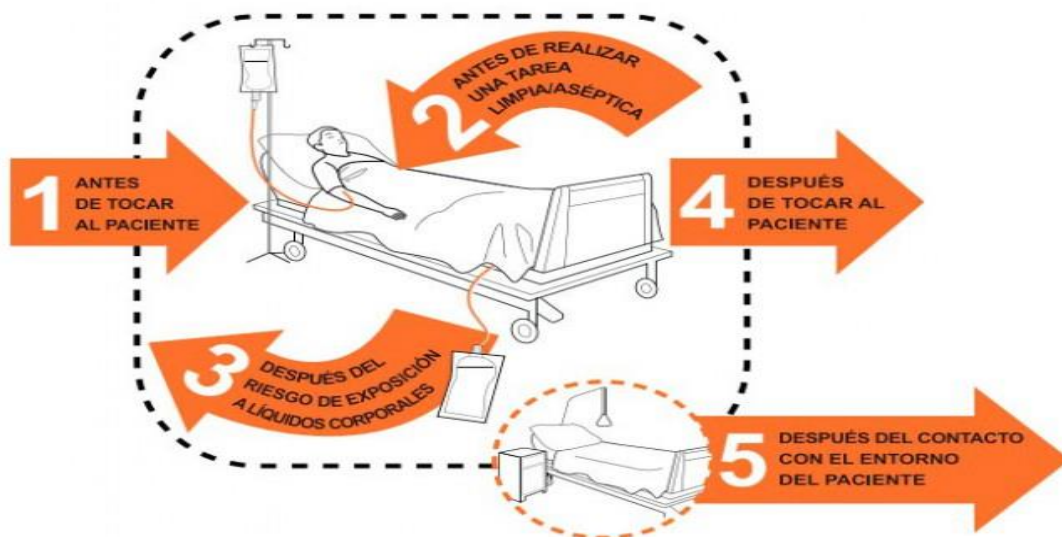 1 ANTES
DE TOCAR
AL PACIENTE
2 ANTES DE REALIZAR
UNA TAREA
LIMPIA/ASÉPTICA
3 DESPUÉS DEL
RIESGO DE EXPOSICIÓN
A LÍQUIDOS CORPORALES
4 DESPUÉS
DE TOCAR AL
PACIENTE
5 DESPUÉS DEL CONTACTO
CON EL ENTORNO
DEL PACIENTE